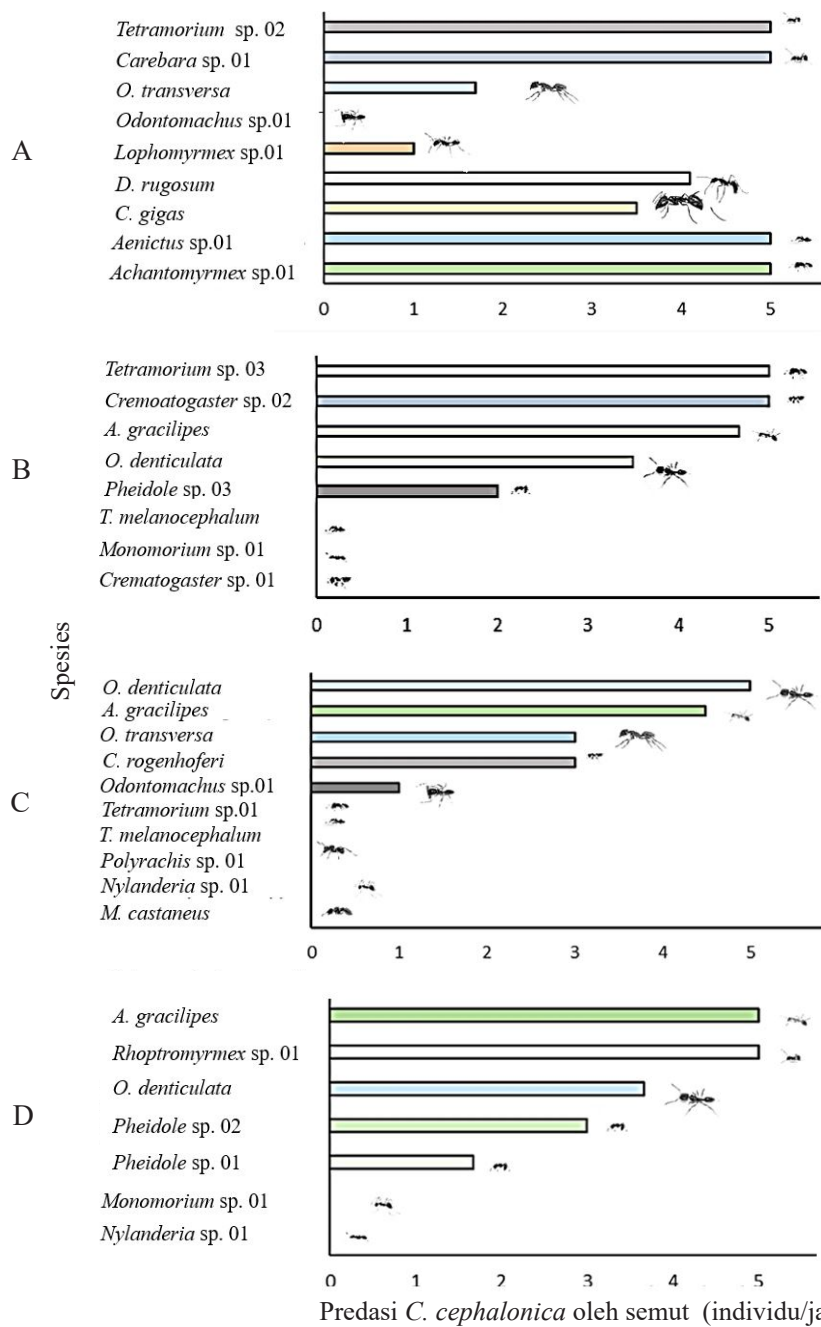 A
Tetramorium sp. 02
Carebara sp. 01
O. transversa
Odontomachus sp.01
Lophomyrmex sp.01
D. rugosum
C. gigas
Aenictus sp.01
Achantomyrmex sp.01
0 1 2 3 4 5
B
Tetramorium sp. 03
Cremoatogaster sp. 02
A. gracilipes
O. denticulata
Pheidole sp. 03
T. melanocephalum
Monomorium sp. 01
Crematogaster sp. 01
0 1 2 3 4 5
Spesies
C
O. denticulata
A. gracilipes
O. transversa
C. rogenhoferi
Odontomachus sp.01
Tetramorium sp.01
T. melanocephalum
Polyrachis sp. 01
Nylanderia sp. 01
M. castaneus
0 1 2 3 4 5
D
A. gracilipes
Rhoptromyrmex sp. 01
O. denticulata
Pheidole sp. 02
Pheidole sp. 01
Monomorium sp. 01
Nylanderia sp. 01
0 1 2 3 4 5
Predasi C. cephalonica oleh semut (individu/ja